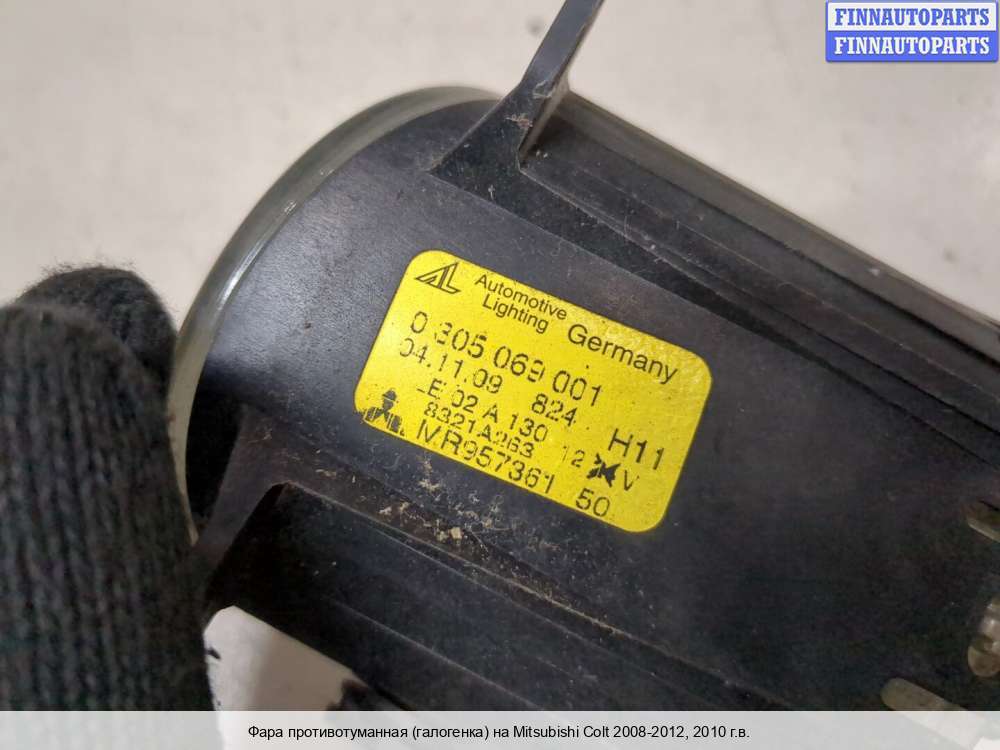 FINNAUTOPARTS
FINNAUTOPARTS
AL Automotive Lighting Germany
0 305 069 001
04.11.09 824 H11
E 02 A 130
8321A263 12 V
MR957361 50
Фара противотуманная (галогенка) на Mitsubishi Colt 2008-2012, 2010 г.в.